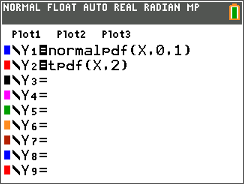 NORMAL FLOAT AUTO REAL RADIAN MP
Plot1 Plot2 Plot3
\Y₁=normalpdf(X,0,1)
\Y₂=tpdf(X,2)
\Y₃=
\Y₄=
\Y₅=
\Y₆=
\Y₇=
\Y₈=
\Y₉=